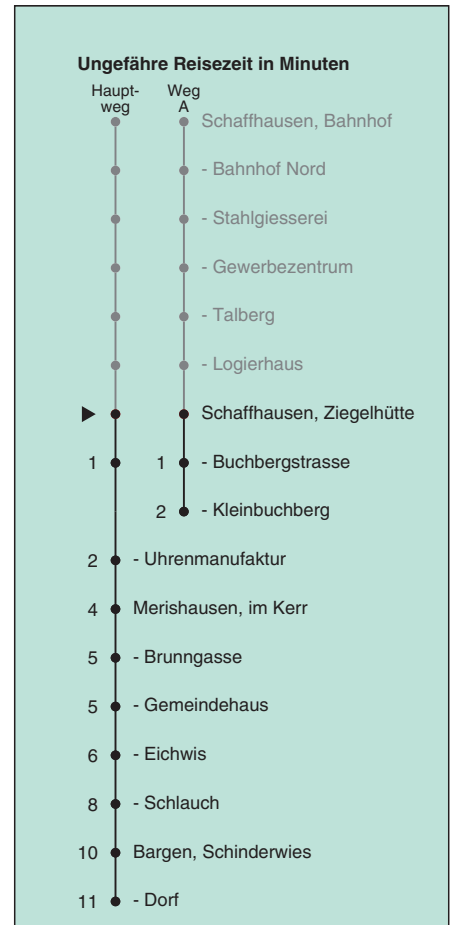 Ungefähre Reisezeit in Minuten
Haupt- Weg
weg A
Schaffhausen, Bahnhof
- Bahnhof Nord
- Stahlgiesserei
- Gewerbezentrum
- Talberg
- Logierhaus
Schaffhausen, Ziegelhütte
1 1 - Buchbergstrasse
2 - Kleinbuchberg
2 - Uhrenmanufaktur
4 Merishausen, im Kerr
5 - Brunngasse
5 - Gemeindehaus
6 - Eichwis
8 - Schlauch
10 Bargen, Schinderwies
11 - Dorf